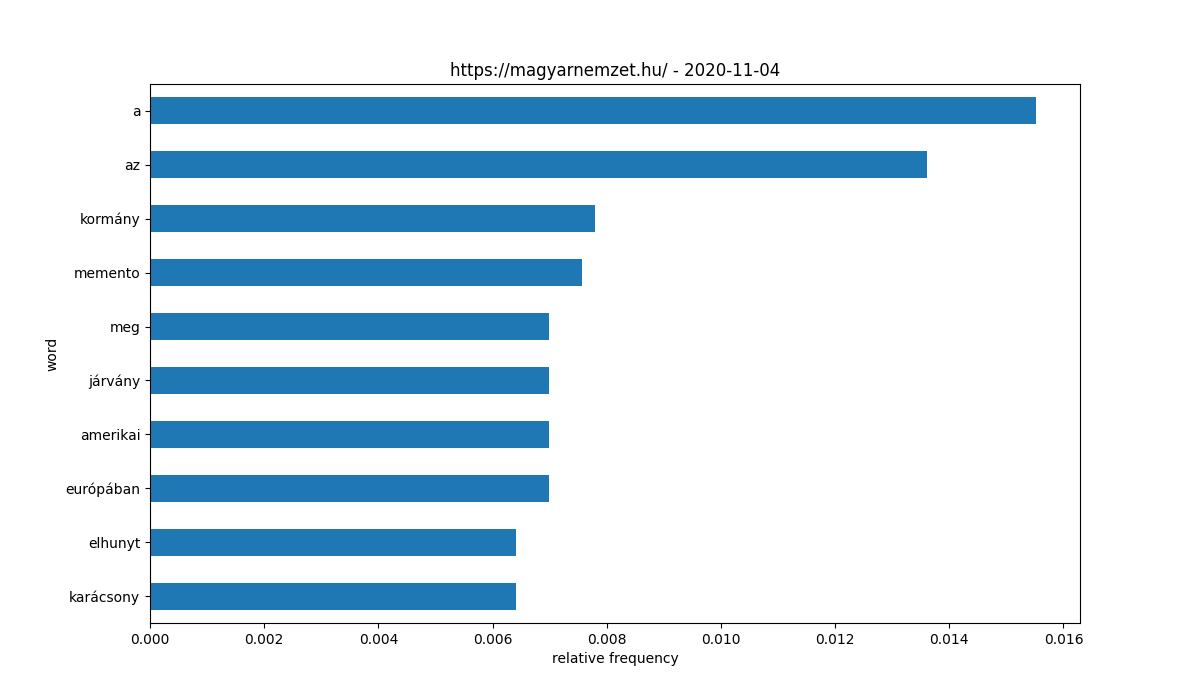 https://magyarnemzet.hu/ - 2020-11-04
a
az
kormány
memento
meg
járvány
amerikai
európában
elhunyt
karácsony
word
0.000 0.002 0.004 0.006 0.008 0.010 0.012 0.014 0.016
relative frequency